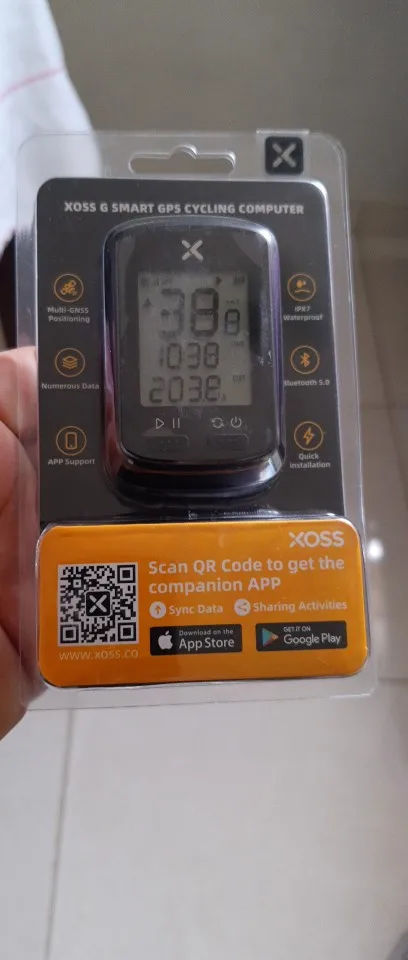 XOSS G SMART GPS CYCLING COMPUTER
Multi-GNSS
Positioning
Numerous Data
APP Support
IPX7
Waterproof
Bluetooth 5.0
Quick
Installation
38.8
1038
203.8
XOSS
Scan QR Code to get the
companion APP
Sync Data
Sharing Activities
www.xoss.co
Download on the
App Store
GET IT ON
Google Play